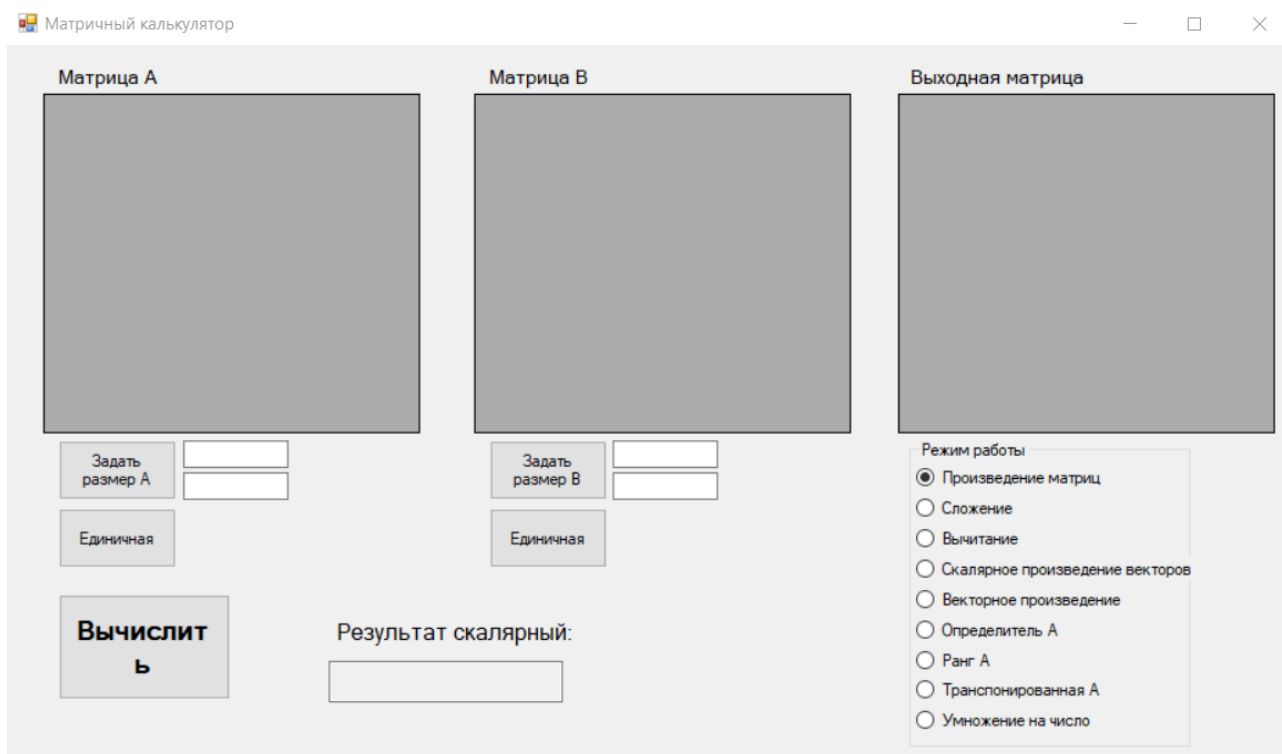 Матричный калькулятор
Матрица А
Матрица В
Выходная матрица
Задать
размер А
Задать
размер В
Единичная
Единичная
Вычислит
ь
Результат скалярный:
Режим работы
Произведение матриц
Сложение
Вычитание
Скалярное произведение векторов
Векторное произведение
Определитель А
Ранг А
Транспонированная А
Умножение на число